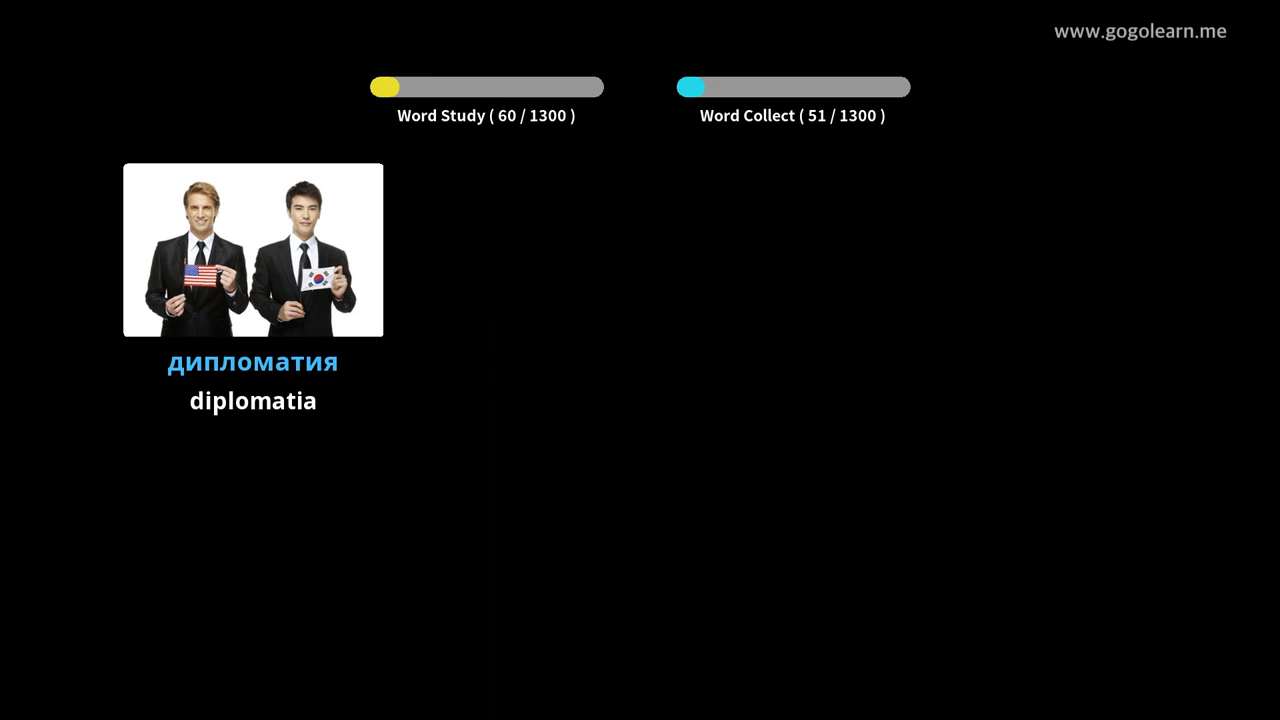 www.gogolearn.me
Word Study ( 60 / 1300 )
Word Collect ( 51 / 1300 )
дипломатия
diplomatia